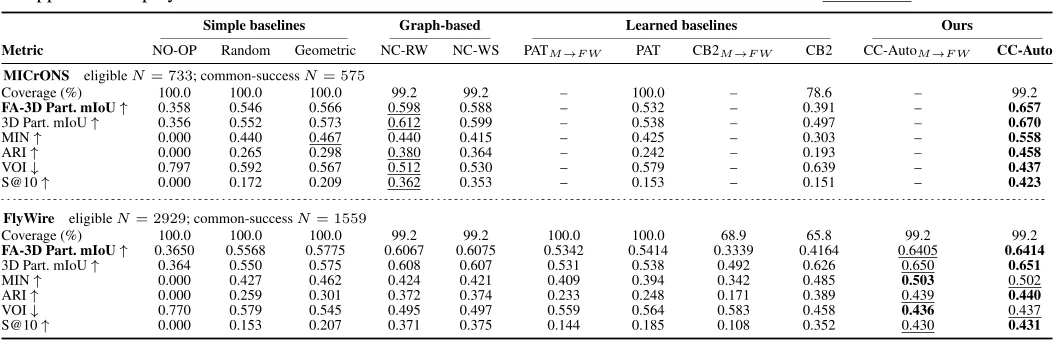 Simple baselines Graph-based Learned baselines Ours
Metric NO-OP Random Geometric NC-RW NC-WS PAT_{M→FW} PAT CB2_{M→FW} CB2 CC-Auto_{M→FW} CC-Auto
MICrONS eligible N = 733; common-success N = 575
Coverage (%) 100.0 100.0 100.0 99.2 99.2 – 100.0 – 78.6 – 99.2
FA-3D Part. mIoU ↑ 0.358 0.546 0.566 0.598 0.588 – 0.532 – 0.391 – 0.657
3D Part. mIoU ↑ 0.356 0.552 0.573 0.612 0.599 – 0.538 – 0.497 – 0.670
MIN ↑ 0.000 0.440 0.467 0.440 0.415 – 0.425 – 0.303 – 0.558
ARI ↑ 0.000 0.265 0.298 0.380 0.364 – 0.242 – 0.193 – 0.458
VOI ↓ 0.797 0.592 0.567 0.512 0.530 – 0.579 – 0.639 – 0.437
S@10 ↑ 0.000 0.172 0.209 0.362 0.353 – 0.153 – 0.151 – 0.423
FlyWire eligible N = 2929; common-success N = 1559
Coverage (%) 100.0 100.0 100.0 99.2 99.2 100.0 100.0 68.9 65.8 99.2 99.2
FA-3D Part. mIoU ↑ 0.3650 0.5568 0.5775 0.6067 0.6075 0.5342 0.5414 0.3339 0.4164 0.6405 0.6414
3D Part. mIoU ↑ 0.364 0.550 0.575 0.608 0.607 0.531 0.538 0.492 0.626 0.650 0.651
MIN ↑ 0.000 0.427 0.462 0.424 0.421 0.409 0.394 0.342 0.485 0.503 0.502
ARI ↑ 0.000 0.259 0.301 0.372 0.374 0.233 0.248 0.171 0.389 0.439 0.440
VOI ↓ 0.770 0.579 0.545 0.495 0.497 0.559 0.564 0.583 0.458 0.436 0.437
S@10 ↑ 0.000 0.153 0.207 0.371 0.375 0.144 0.185 0.108 0.352 0.430 0.431